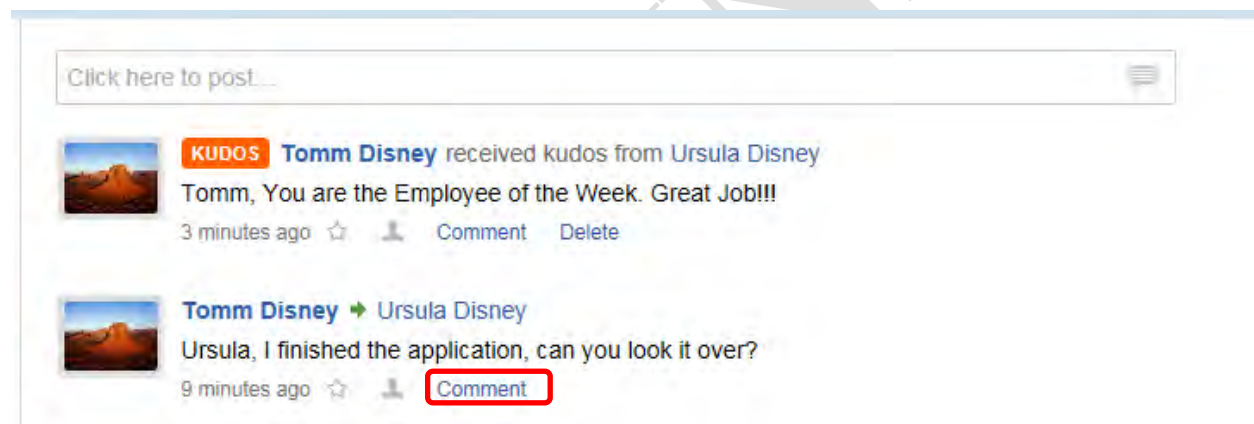 Click here to post...
KUDOS Tomm Disney received kudos from Ursula Disney
Tomm, You are the Employee of the Week. Great Job!!!
3 minutes ago Comment Delete
Tomm Disney Ursula Disney
Ursula, I finished the application, can you look it over?
9 minutes ago Comment